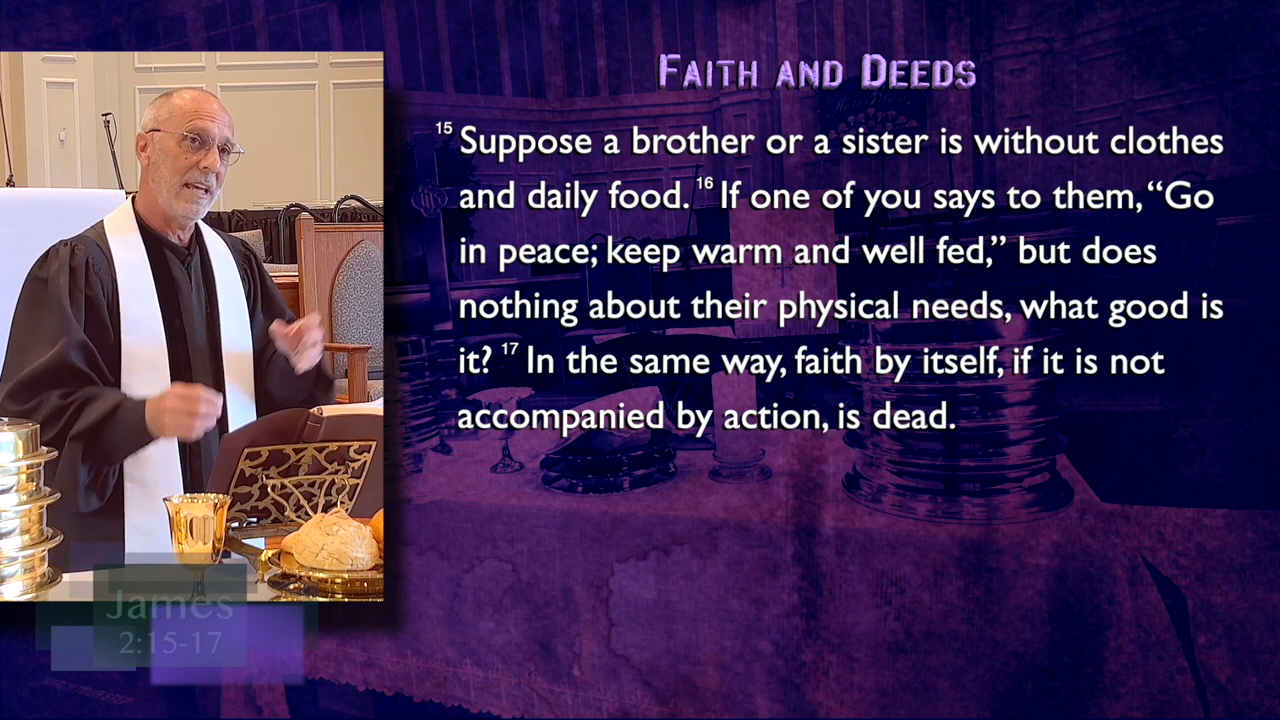 Faith and Deeds
15 Suppose a brother or a sister is without clothes
and daily food. 16 If one of you says to them, “Go
in peace; keep warm and well fed,” but does
nothing about their physical needs, what good is
it? 17 In the same way, faith by itself, if it is not
accompanied by action, is dead.
James
2:15-17